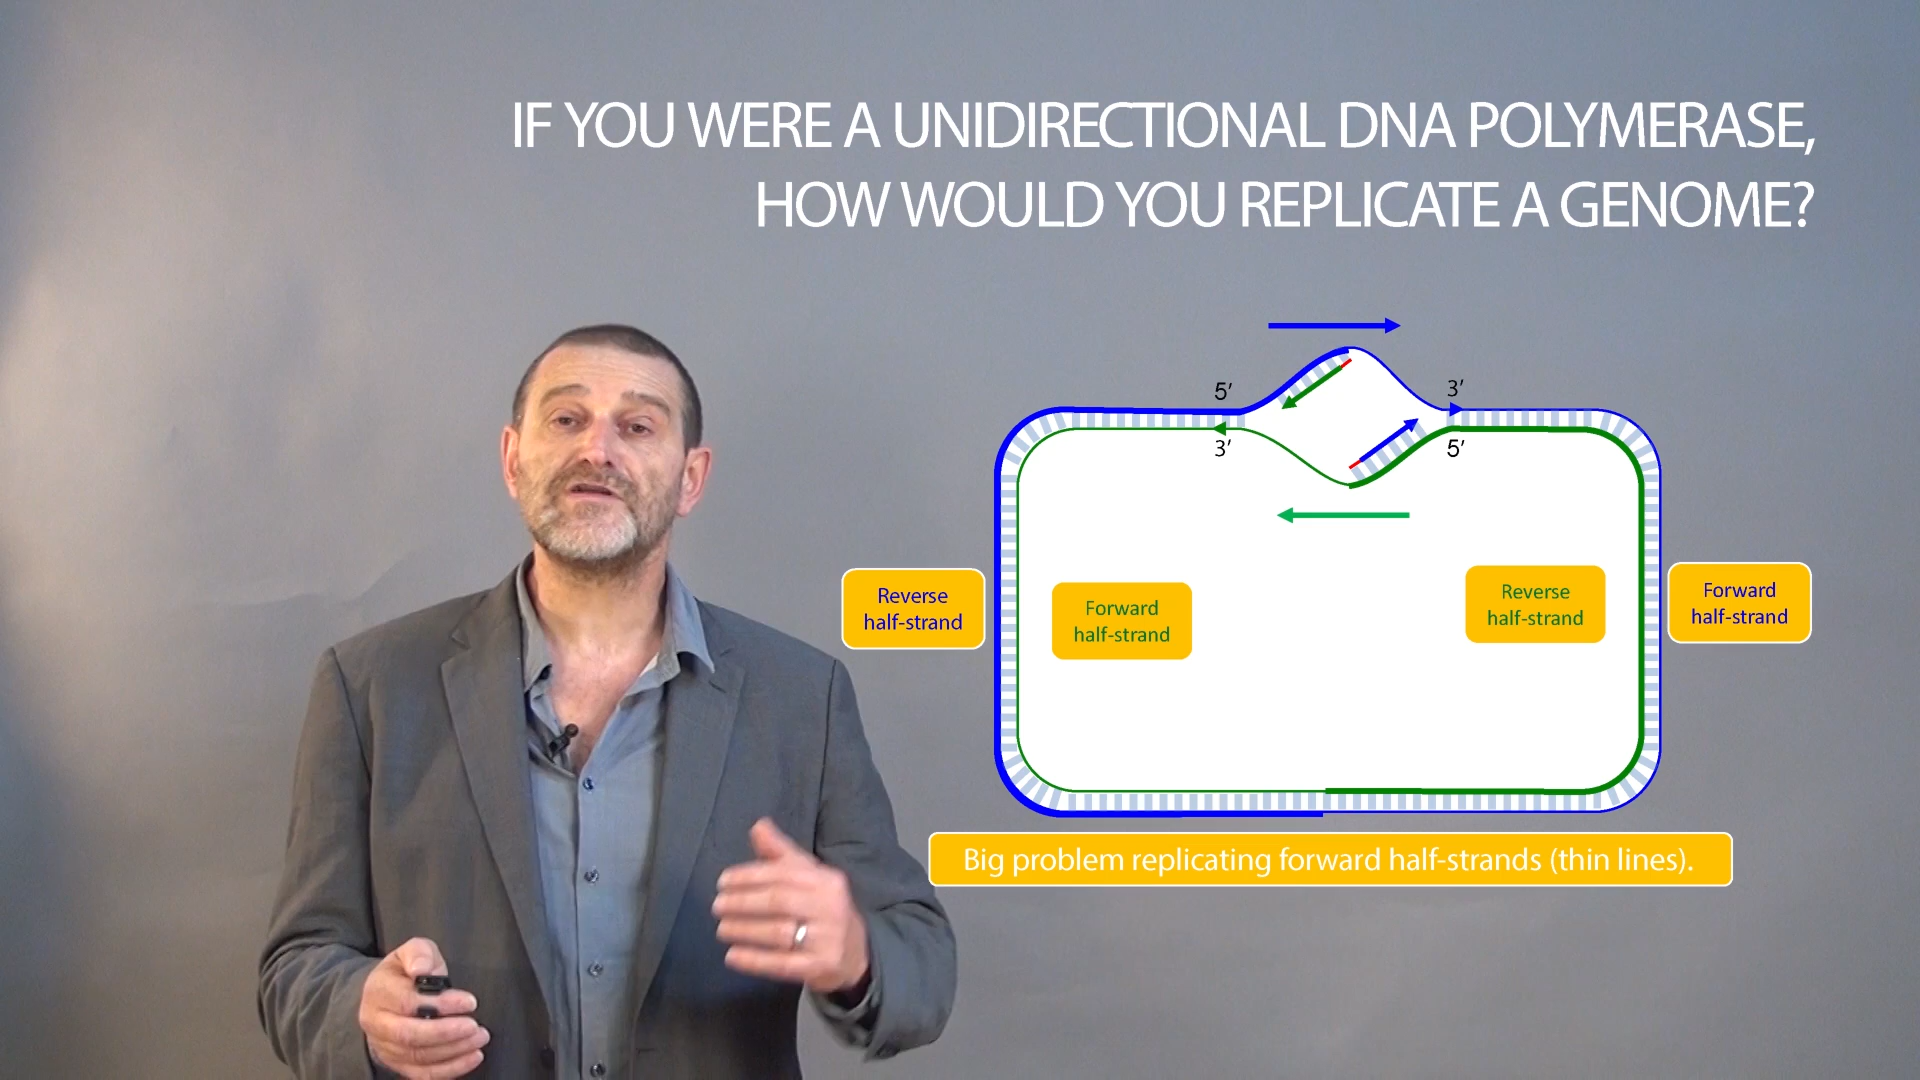 IF YOU WERE A UNIDIRECTIONAL DNA POLYMERASE,
HOW WOULD YOU REPLICATE A GENOME?
5′
3′
3′
5′
Reverse
half-strand
Forward
half-strand
Reverse
half-strand
Forward
half-strand
Big problem replicating forward half-strands (thin lines).